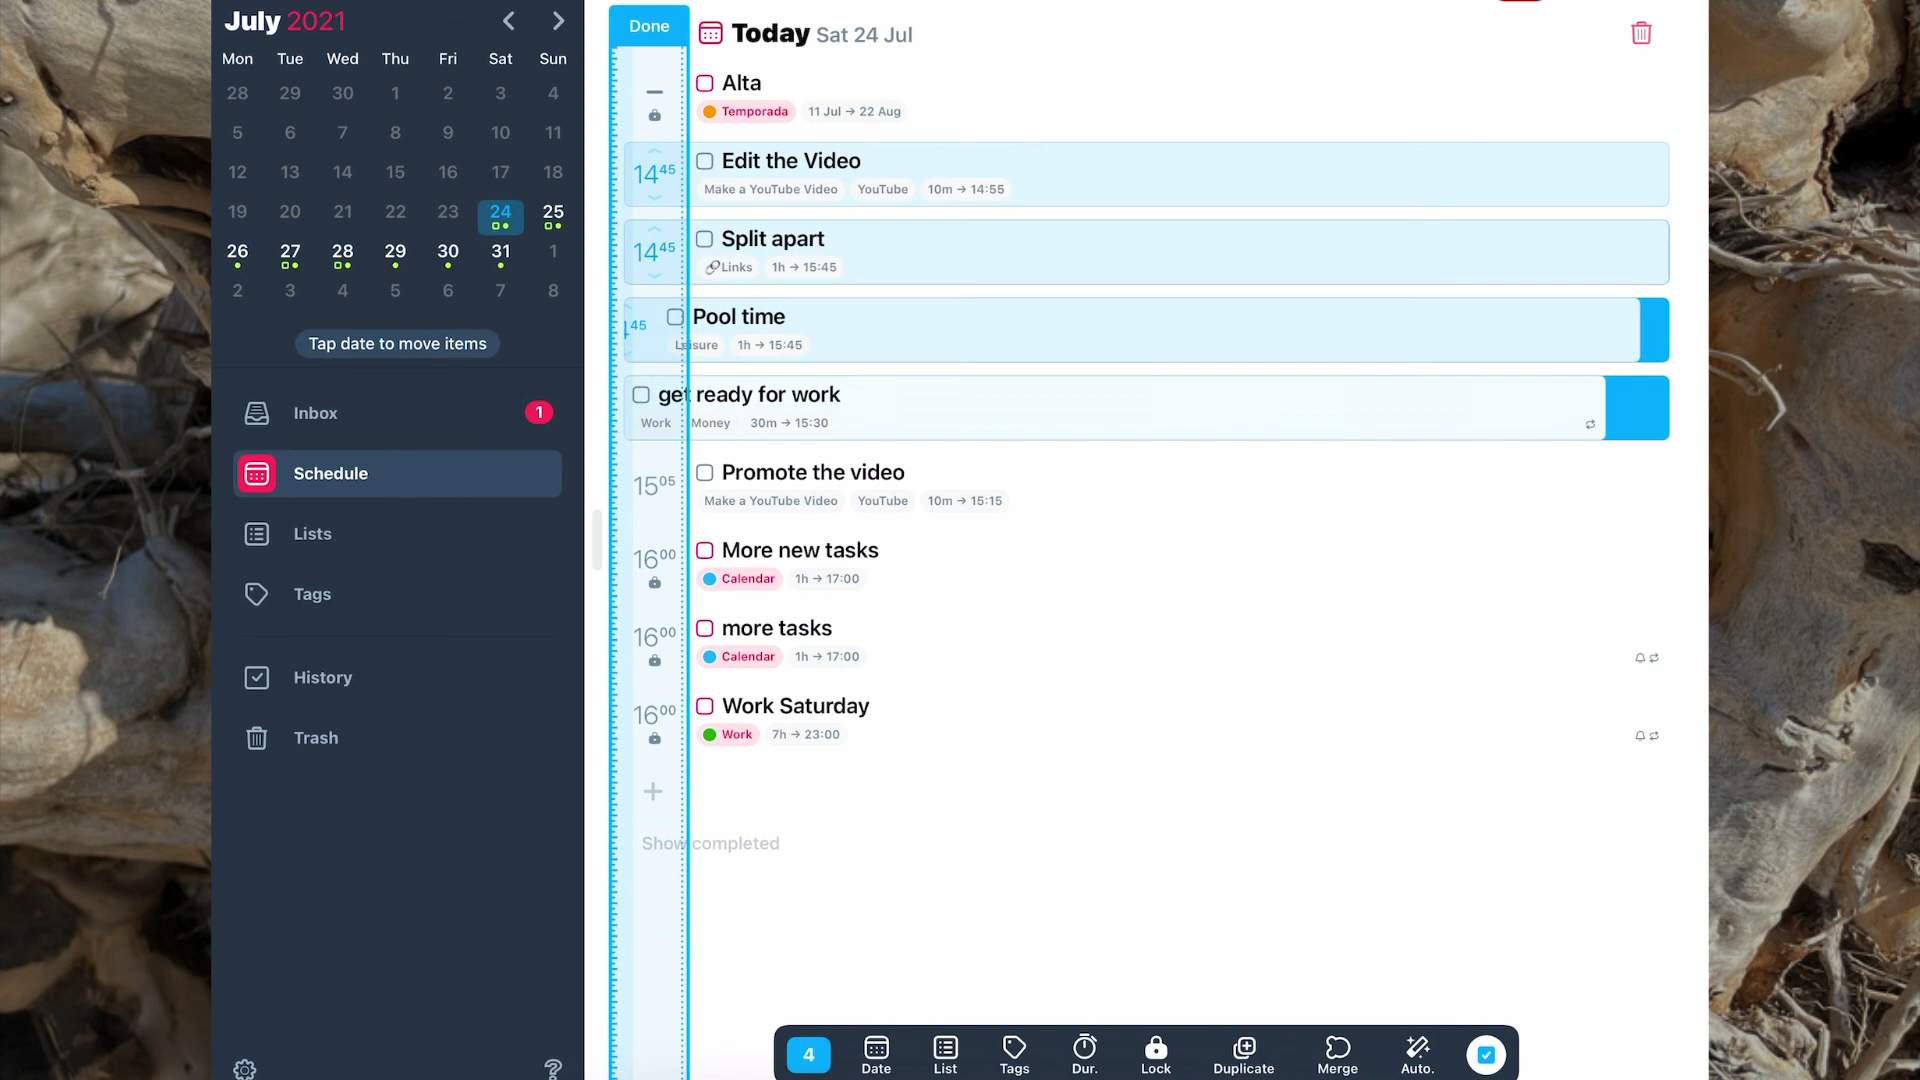 July 2021
Mon Tue Wed Thu Fri Sat Sun
28 29 30 1 2 3 4
5 6 7 8 9 10 11
12 13 14 15 16 17 18
19 20 21 22 23 24 25
26 27 28 29 30 31 1
2 3 4 5 6 7 8
Tap date to move items
Inbox 1
Schedule
Lists
Tags
History
Trash
?
Done
Today Sat 24 Jul
Alta
Temporada 11 Jul → 22 Aug
14 45 Edit the Video
Make a YouTube Video YouTube 10m → 14:55
14 45 Split apart
🔗Links 1h → 15:45
45 Pool time
Leisure 1h → 15:45
get ready for work
Work Money 30m → 15:30
15 05 Promote the video
Make a YouTube Video YouTube 10m → 15:15
16 00 More new tasks
Calendar 1h → 17:00
16 00 more tasks
Calendar 1h → 17:00
16 00 Work Saturday
Work 7h → 23:00
Show completed
4 Date List Tags Dur. Lock Duplicate Merge Auto.